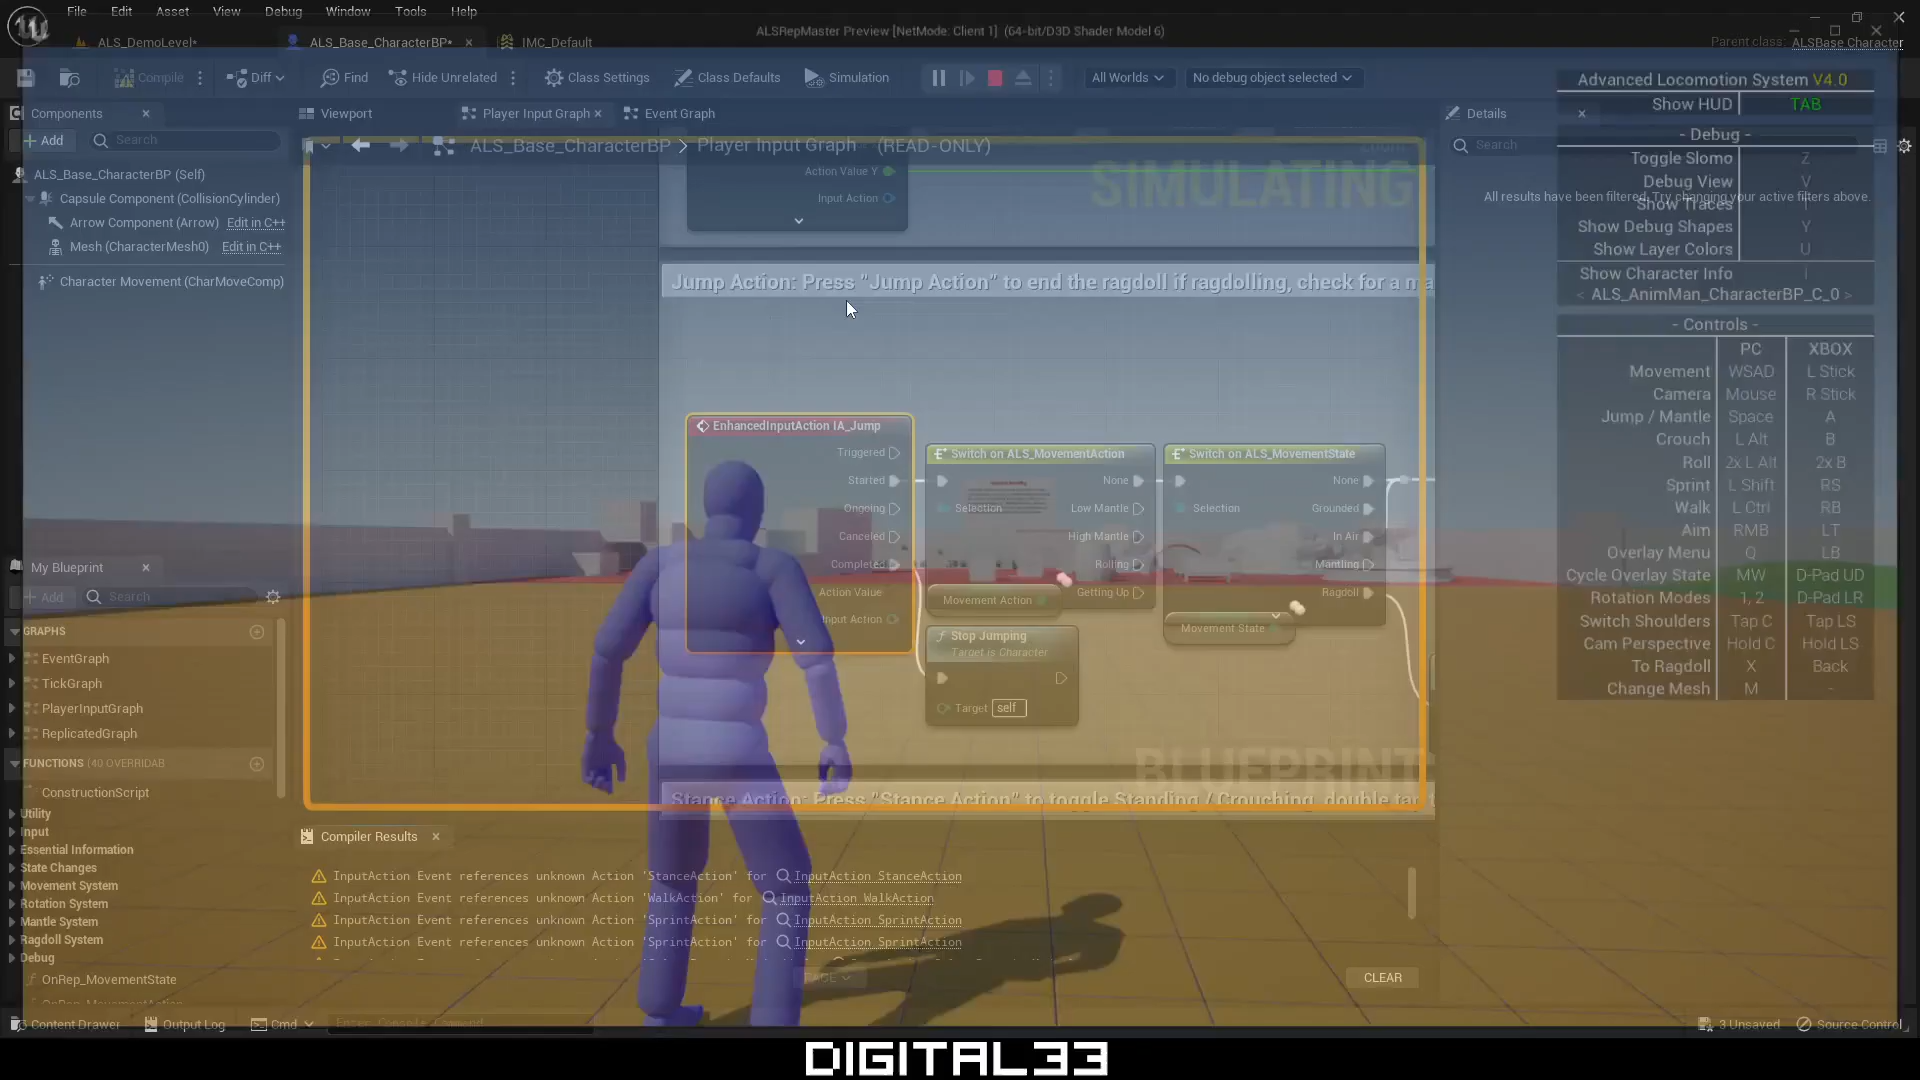 File Edit Asset View Debug Window Tools Help
ALSRepMaster Preview [NetMode: Client 1] (64-bit/D3D Shader Model 6)
ALS_DemoLevel* ALS_Base_CharacterBP* IMC_Default
Parent class: ALSBase Character
Compile Diff Find Hide Unrelated Class Settings Class Defaults Simulation All Worlds No debug object selected
Advanced Locomotion System V4.0
Show HUD TAB
- Debug -
Toggle Slomo Z
Debug View V
Show Traces
Show Debug Shapes Y
Show Layer Colors U
Show Character Info i
< ALS_AnimMan_CharacterBP_C_0 >
- Controls -
PC XBOX
Movement WSAD L Stick
Camera Mouse R Stick
Jump / Mantle Space A
Crouch L Alt B
Roll 2x L Alt 2x B
Sprint L Shift RS
Walk L Ctrl RB
Aim RMB LT
Overlay Menu Q LB
Cycle Overlay State MW D-Pad UD
Rotation Modes 1, 2 D-Pad LR
Switch Shoulders Tap C Tap LS
Cam Perspective Hold C Hold LS
To Ragdoll X Back
Change Mesh M -
Components
Add Search
ALS_Base_CharacterBP (Self)
Capsule Component (CollisionCylinder)
Arrow Component (Arrow) Edit in C++
Mesh (CharacterMesh0) Edit in C++
Character Movement (CharMoveComp)
Viewport Player Input Graph Event Graph
ALS_Base_CharacterBP > Player Input Graph (READ-ONLY)
SIMULATING
Action Value Y
Input Action
Jump Action: Press "Jump Action" to end the ragdoll if ragdolling, check for a ma
EnhancedInputAction IA_Jump
Triggered
Started
Ongoing
Canceled
Completed
Action Value
Input Action
Switch on ALS_MovementAction
None
Selection Low Mantle
High Mantle
Rolling
Getting Up
Movement Action
Switch on ALS_MovementState
None
Selection Grounded
In Air
Mantling
Ragdoll
Movement State
Stop Jumping
Target is Character
Target self
BLUEPRINT
Stance Action: Press "Stance Action" to toggle Standing / Crouching, double tap t
Details
Search
All results have been filtered. Try changing your active filters above.
My Blueprint
Add Search
GRAPHS
EventGraph
TickGraph
PlayerInputGraph
ReplicatedGraph
FUNCTIONS (40 OVERRIDAB
ConstructionScript
Utility
Input
Essential Information
State Changes
Movement System
Rotation System
Mantle System
Ragdoll System
Debug
OnRep_MovementState
OnRep_MovementAction
Compiler Results
InputAction Event references unknown Action 'StanceAction' for InputAction StanceAction
InputAction Event references unknown Action 'WalkAction' for InputAction WalkAction
InputAction Event references unknown Action 'SprintAction' for InputAction SprintAction
InputAction Event references unknown Action 'SprintAction' for InputAction SprintAction
PAGE CLEAR
Content Drawer Output Log Cmd Enter Console Command 3 Unsaved Source Control
DIGITAL33